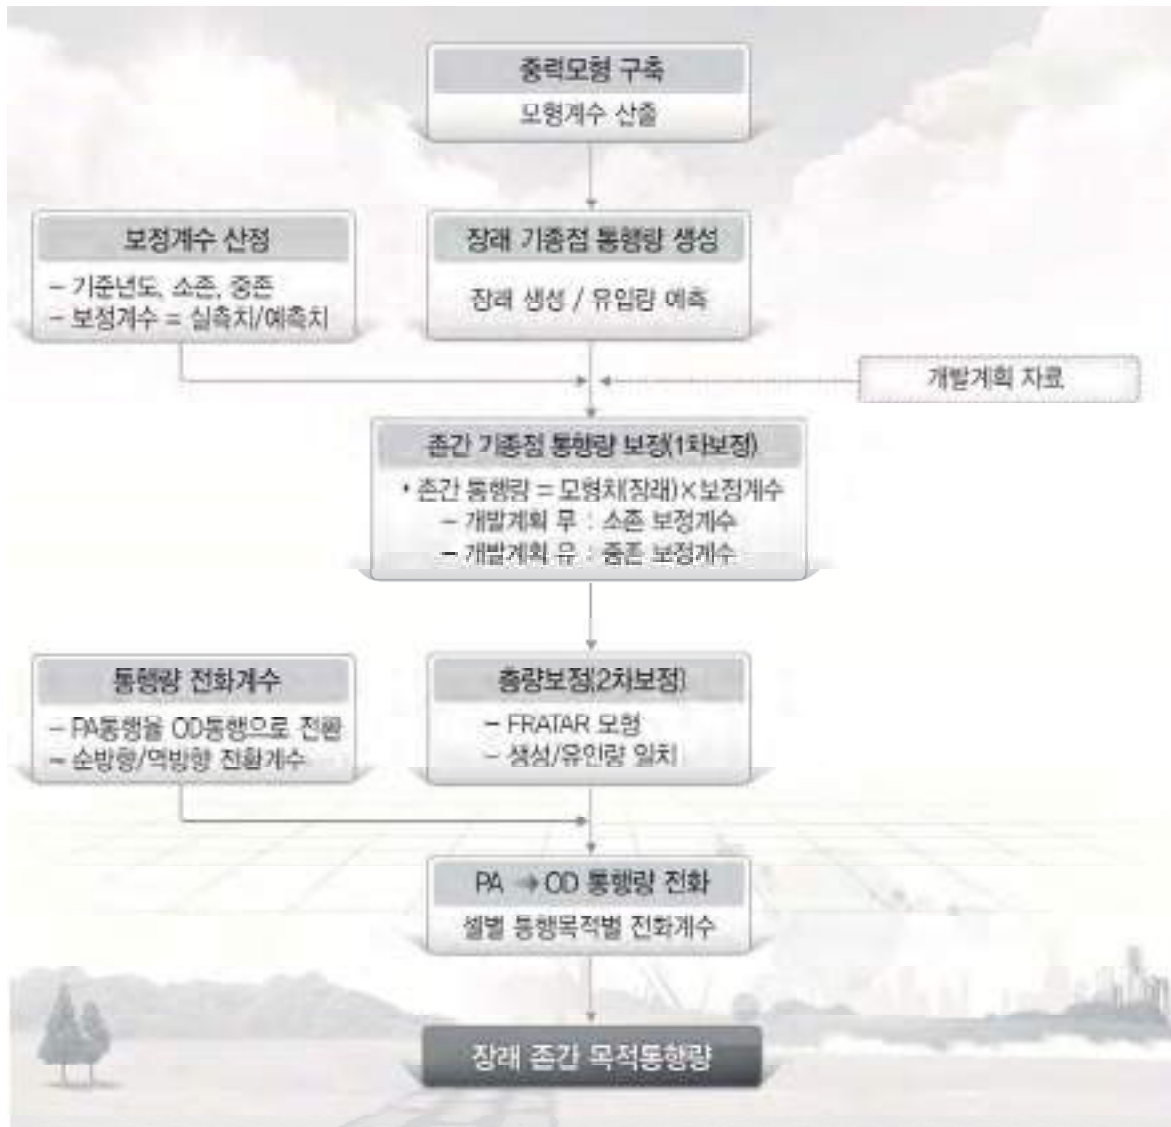 중력모형 구축
모형계수 산출
보정계수 산정
– 기준년도, 소존, 중존
– 보정계수 = 실측치/예측치
장래 기종점 통행량 생성
장래 생성 / 유입량 예측
개발계획 자료
존간 기종점 통행량 보정(1차보정)
• 존간 통행량 = 모형치(장래)×보정계수
– 개발계획 무 : 소존 보정계수
– 개발계획 유 : 중존 보정계수
통행량 전화계수
– PA통행을 OD통행으로 전환
– 순방향/역방향 전환계수
총량보정(2차보정)
– FRATAR 모형
– 생성/유인량 일치
PA → OD 통행량 전화
셀별 통행목적별 전화계수
장래 존간 목적통행량